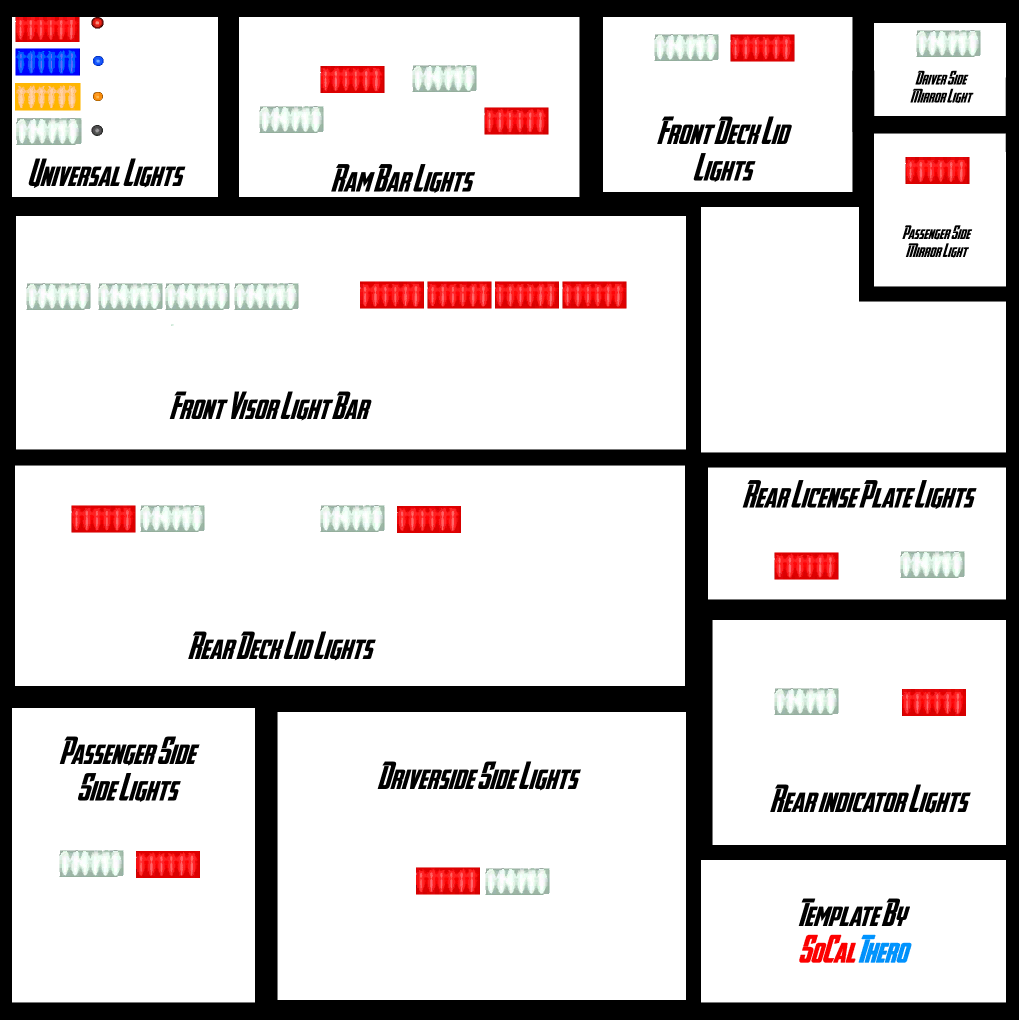 Universal Lights
Ram Bar Lights
Front Deck Lid
Lights
Driver Side
Mirror Light
Passenger Side
Mirror Light
Front Visor Light Bar
Rear Deck Lid Lights
Rear License Plate Lights
Passenger Side
Side Lights
Driverside Side Lights
Rear indicator Lights
Template By
SoCal Thero